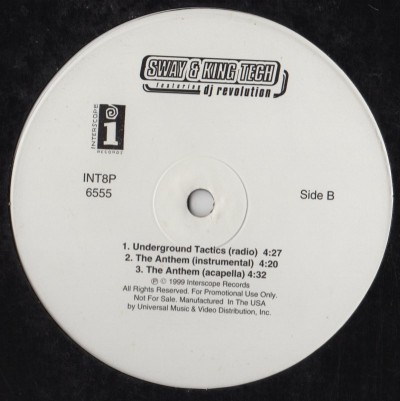 SWAY & KING TECH
featuring dj revolution
INTERSCOPE
RECORDS
i
INT8P
6555
Side B
1. Underground Tactics (radio) 4:27
2. The Anthem (instrumental) 4:20
3. The Anthem (acapella) 4:32
℗ © 1999 Interscope Records
All Rights Reserved. For Promotional Use Only.
Not For Sale. Manufactured In The USA
by Universal Music & Video Distribution, Inc.